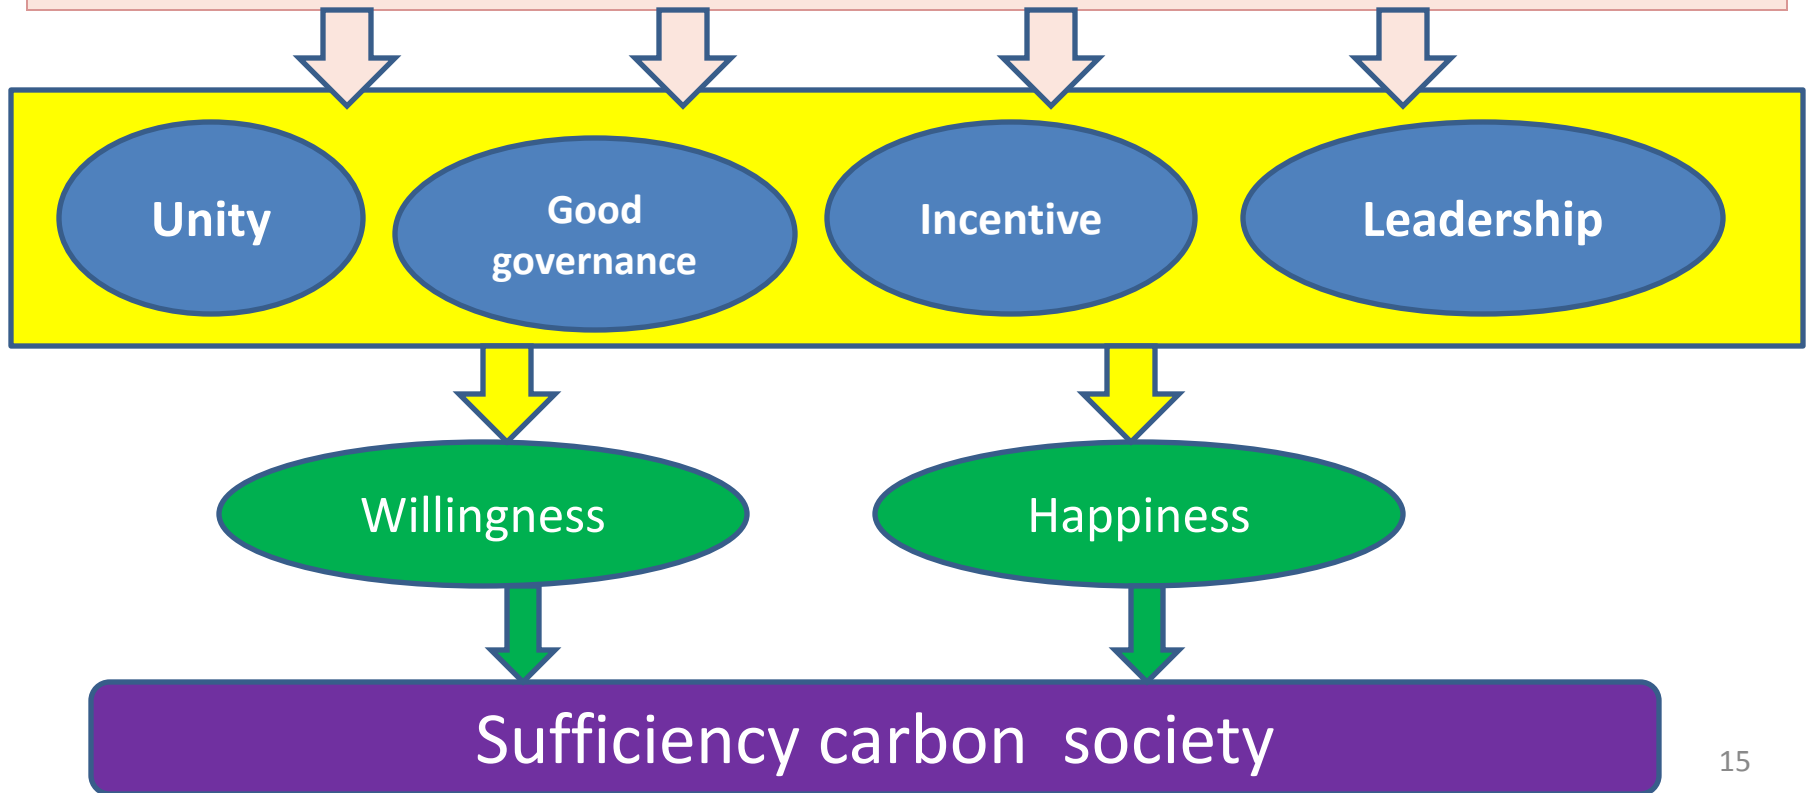 Unity
Good
governance
Incentive
Leadership
Willingness
Happiness
Sufficiency carbon  society
15